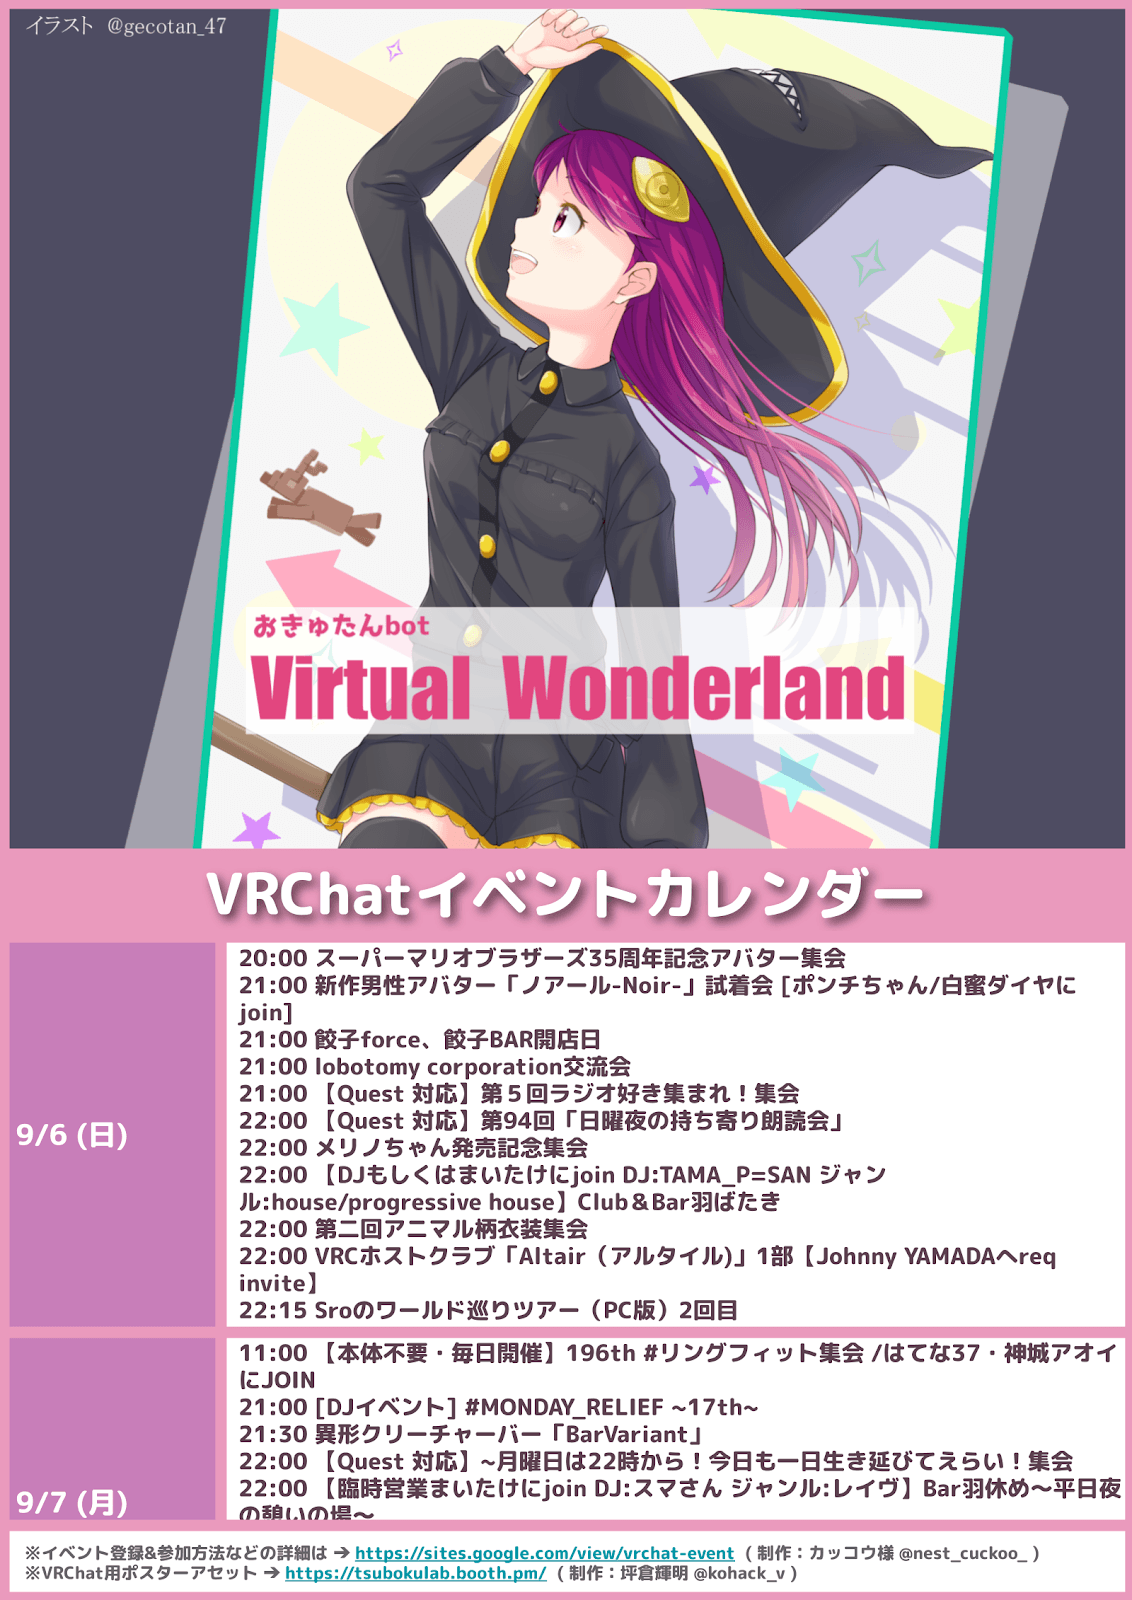 イラスト @gecotan_47
おきゅたんbot
Virtual Wonderland
VRChatイベントカレンダー
9/6 (日)
20:00 スーパーマリオブラザーズ35周年記念アバター集会
21:00 新作男性アバター「ノアール-Noir-」試着会 [ポンチちゃん/白蜜ダイヤに
join]
21:00 餃子force、餃子BAR開店日
21:00 lobotomy corporation交流会
21:00 【Quest 対応】第５回ラジオ好き集まれ！集会
22:00 【Quest 対応】第94回「日曜夜の持ち寄り朗読会」
22:00 メリノちゃん発売記念集会
22:00 【DJもしくはまいたけにjoin DJ:TAMA_P=SAN ジャン
ル:house/progressive house】Club＆Bar羽ばたき
22:00 第二回アニマル柄衣装集会
22:00 VRCホストクラブ「Altair（アルタイル)」1部【Johnny YAMADAへreq
invite】
22:15 Sroのワールド巡りツアー（PC版）2回目
9/7 (月)
11:00 【本体不要・毎日開催】196th #リングフィット集会 /はてな37・神城アオイ
にJOIN
21:00 [DJイベント] #MONDAY_RELIEF ~17th~
21:30 異形クリーチャーバー「BarVariant」
22:00 【Quest 対応】~月曜日は22時から！今日も一日生き延びてえらい！集会
22:00 【臨時営業まいたけにjoin DJ:スマさん ジャンル:レイヴ】Bar羽休め～平日夜
の憩いの場～
※イベント登録&参加方法などの詳細は ➔ https://sites.google.com/view/vrchat-event ( 制作：カッコウ様 @nest_cuckoo_ )
※VRChat用ポスターアセット ➔ https://tsubokulab.booth.pm/ ( 制作：坪倉輝明 @kohack_v )